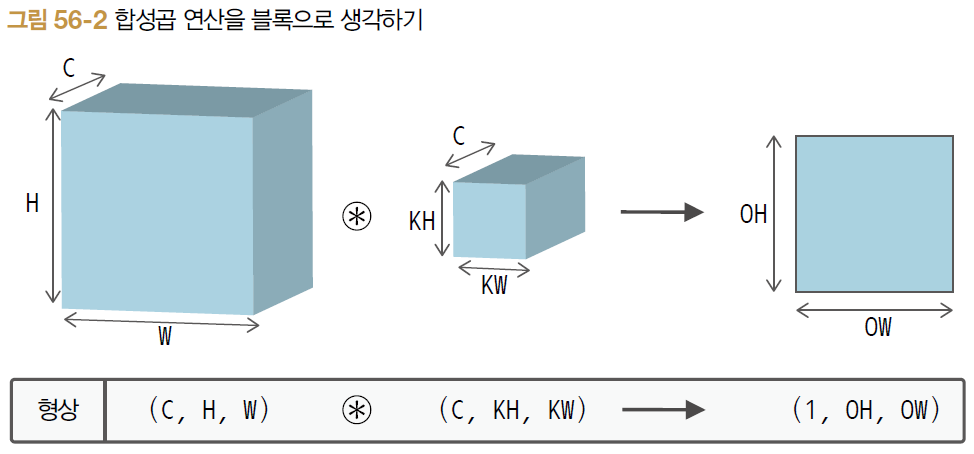 그림 56-2 합성곱 연산을 블록으로 생각하기
C
H
W
⊛
C
KH
KW
OH
OW
형상 (C, H, W) ⊛ (C, KH, KW) → (1, OH, OW)